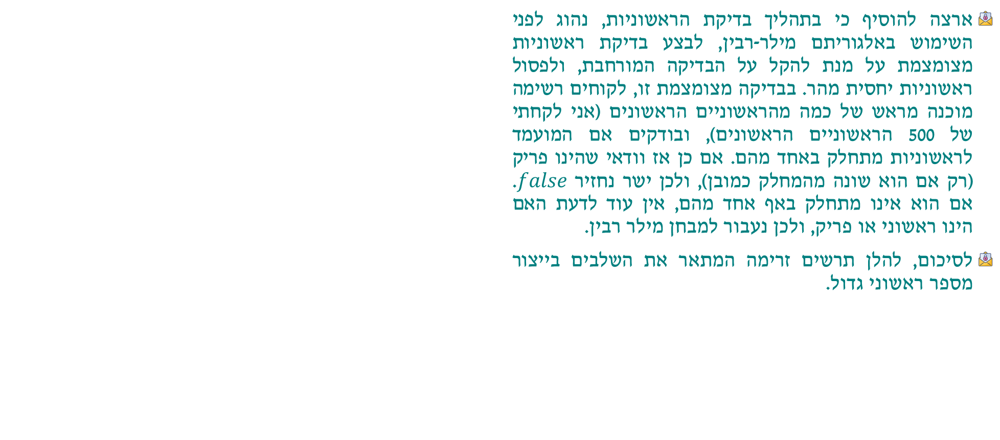 ארצה להוסיף כי בתהליך בדיקת הראשוניות, נהוג לפני
השימוש באלגוריתם מילר-רבין, לבצע בדיקת ראשוניות
מצומצמת על מנת להקל על הבדיקה המורחבת, ולפסול
ראשוניות יחסית מהר. בבדיקה מצומצמת זו, לקוחים רשימה
מוכנה מראש של כמה מהראשוניים הראשונים (אני לקחתי
של 500 הראשוניים הראשונים), ובודקים אם המועמד
לראשוניות מתחלק באחד מהם. אם כן אז וודאי שהינו פריק
(רק אם הוא שונה מהמחלק כמובן), ולכן ישר נחזיר false.
אם הוא אינו מתחלק באף אחד מהם, אין עוד לדעת האם
הינו ראשוני או פריק, ולכן נעבור למבחן מילר רבין.
לסיכום, להלן תרשים זרימה המתאר את השלבים בייצור
מספר ראשוני גדול.